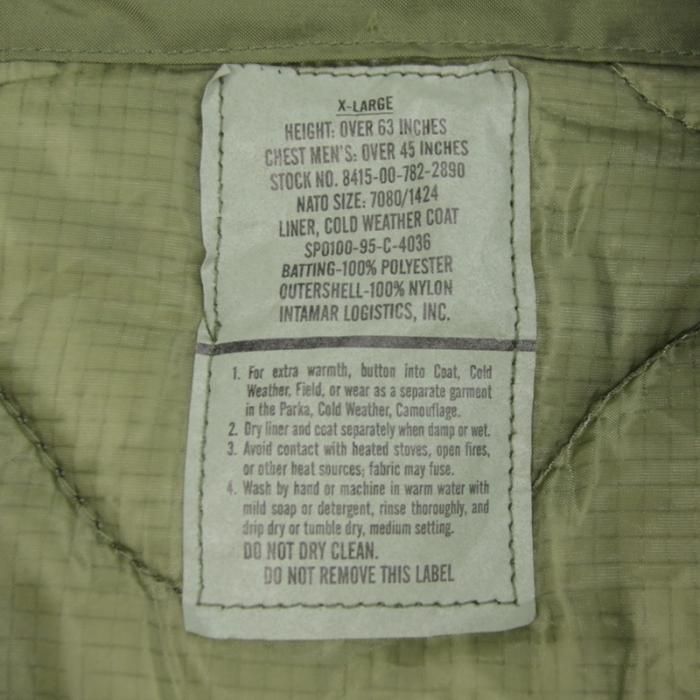 X-LARGE
HEIGHT: OVER 63 INCHES
CHEST MEN'S: OVER 45 INCHES
STOCK NO. 8415-00-782-2890
NATO SIZE: 7080/1424
LINER, COLD WEATHER COAT
SPO100-95-C-4036
BATTING-100% POLYESTER
OUTERSHELL-100% NYLON
INTAMAR LOGISTICS, INC.
1. For extra warmth, button into Coat, Cold
Weather, Field, or wear as a separate garment
in the Parka, Cold Weather, Camouflage.
2. Dry liner and coat separately when damp or wet.
3. Avoid contact with heated stoves, open fires,
or other heat sources; fabric may fuse.
4. Wash by hand or machine in warm water with
mild soap or detergent, rinse thoroughly, and
drip dry or tumble dry, medium setting.
DO NOT DRY CLEAN.
DO NOT REMOVE THIS LABEL